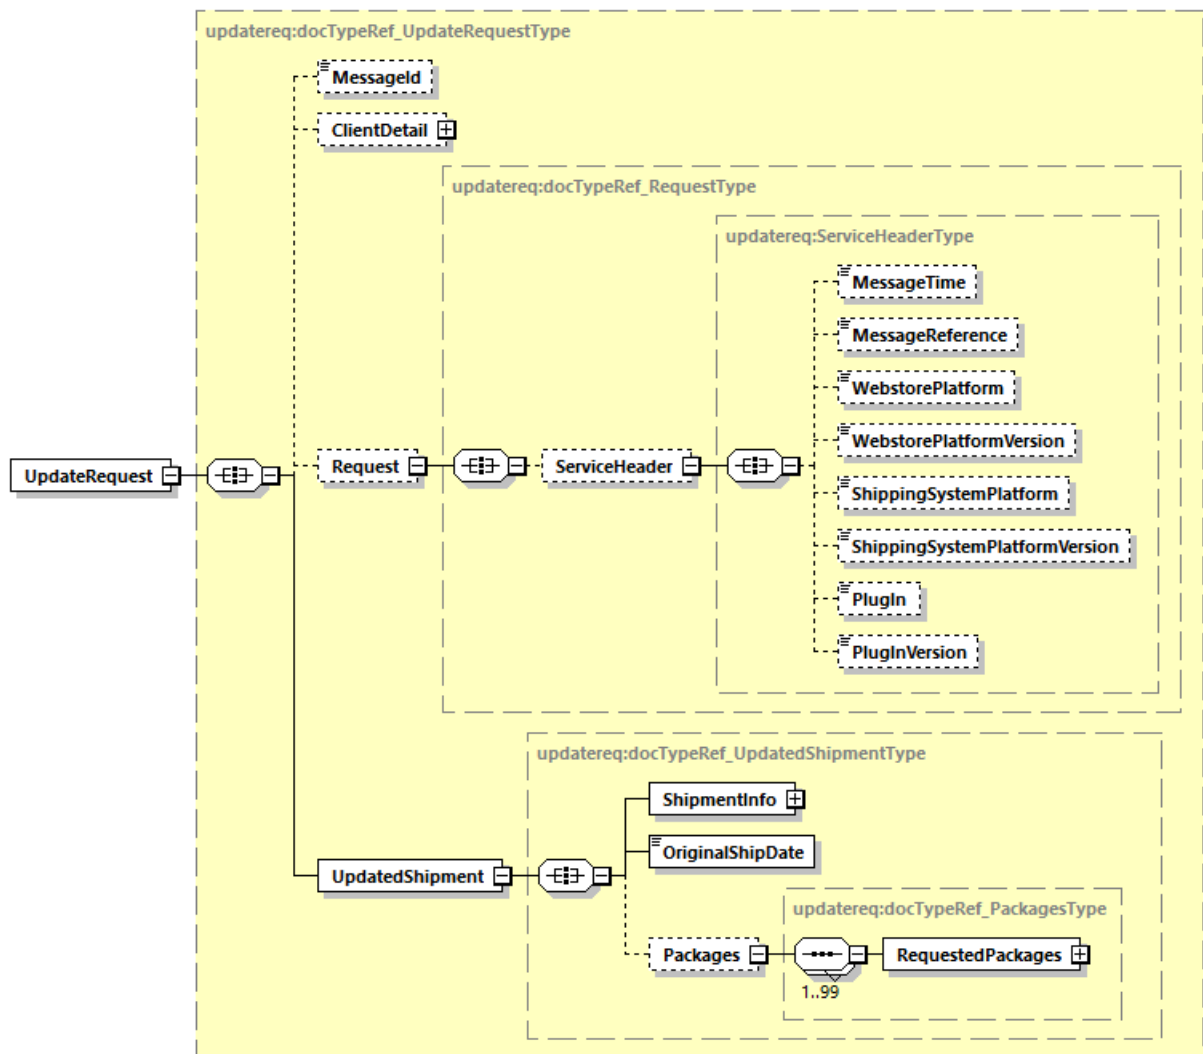 updatereq:docTypeRef_UpdateRequestType
MessageId
ClientDetail
updatereq:docTypeRef_RequestType
updatereq:ServiceHeaderType
MessageTime
MessageReference
WebstorePlatform
WebstorePlatformVersion
UpdateRequest
Request
ServiceHeader
ShippingSystemPlatform
ShippingSystemPlatformVersion
PlugIn
PlugInVersion
updatereq:docTypeRef_UpdatedShipmentType
ShipmentInfo
OriginalShipDate
UpdatedShipment
updatereq:docTypeRef_PackagesType
Packages
RequestedPackages
1..99